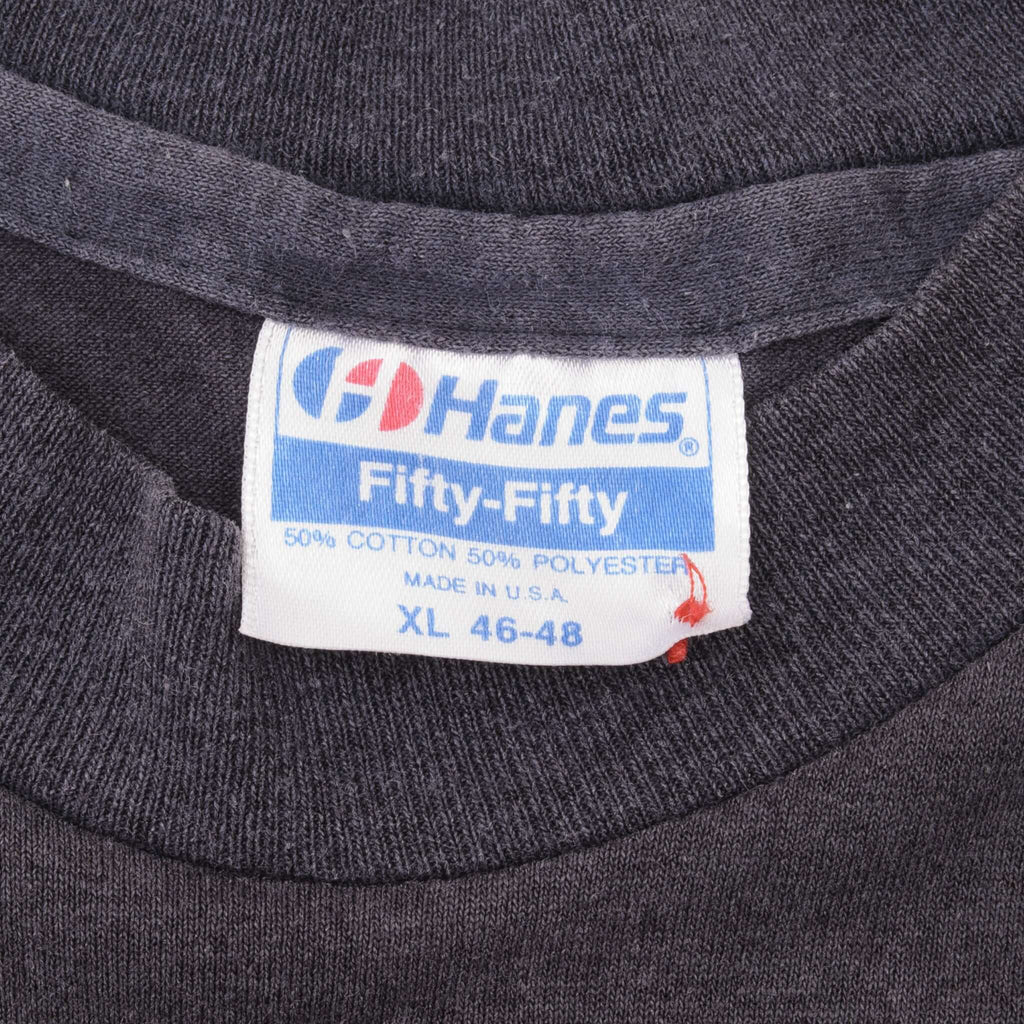 Hanes®
Fifty-Fifty
50% COTTON 50% POLYESTER
MADE IN U.S.A.
XL 46-48